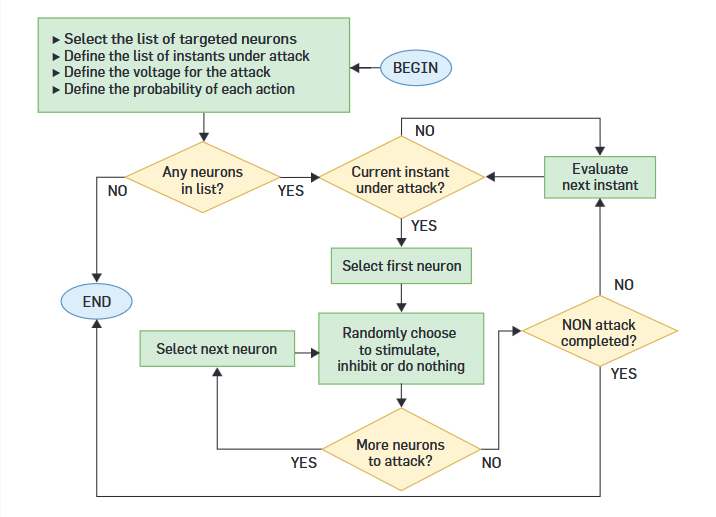 ▸ Select the list of targeted neurons
▸ Define the list of instants under attack
▸ Define the voltage for the attack
▸ Define the probability of each action
BEGIN
NO
Any neurons
in list?
NO
YES
Current instant
under attack?
Evaluate
next instant
YES
Select first neuron
END
NO
Select next neuron
Randomly choose
to stimulate,
inhibit or do nothing
NON attack
completed?
YES
More neurons
to attack?
YES
NO